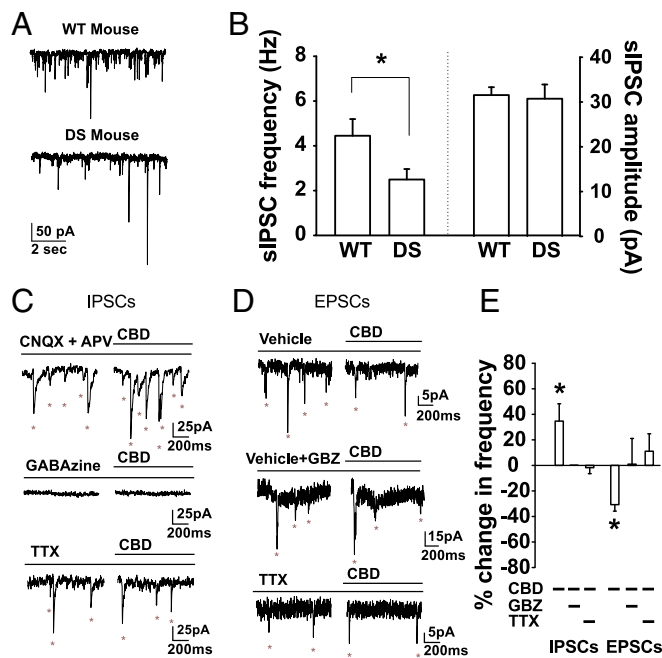 A
WT Mouse
DS Mouse
50 pA
2 sec
B
sIPSC frequency (Hz)
8
6
4
2
0
*
WT
DS
WT
DS
40
30
20
10
0
sIPSC amplitude (pA)
C
IPSCs
CNQX + APV
CBD
25pA
200ms
GABAzine
CBD
25pA
200ms
TTX
CBD
25pA
200ms
D
EPSCs
Vehicle
CBD
5pA
200ms
Vehicle+GBZ
CBD
15pA
200ms
TTX
CBD
5pA
200ms
E
% change in frequency
80
60
40
20
0
-20
-40
-60
-80
*
*
CBD
GBZ
TTX
IPSCs
EPSCs